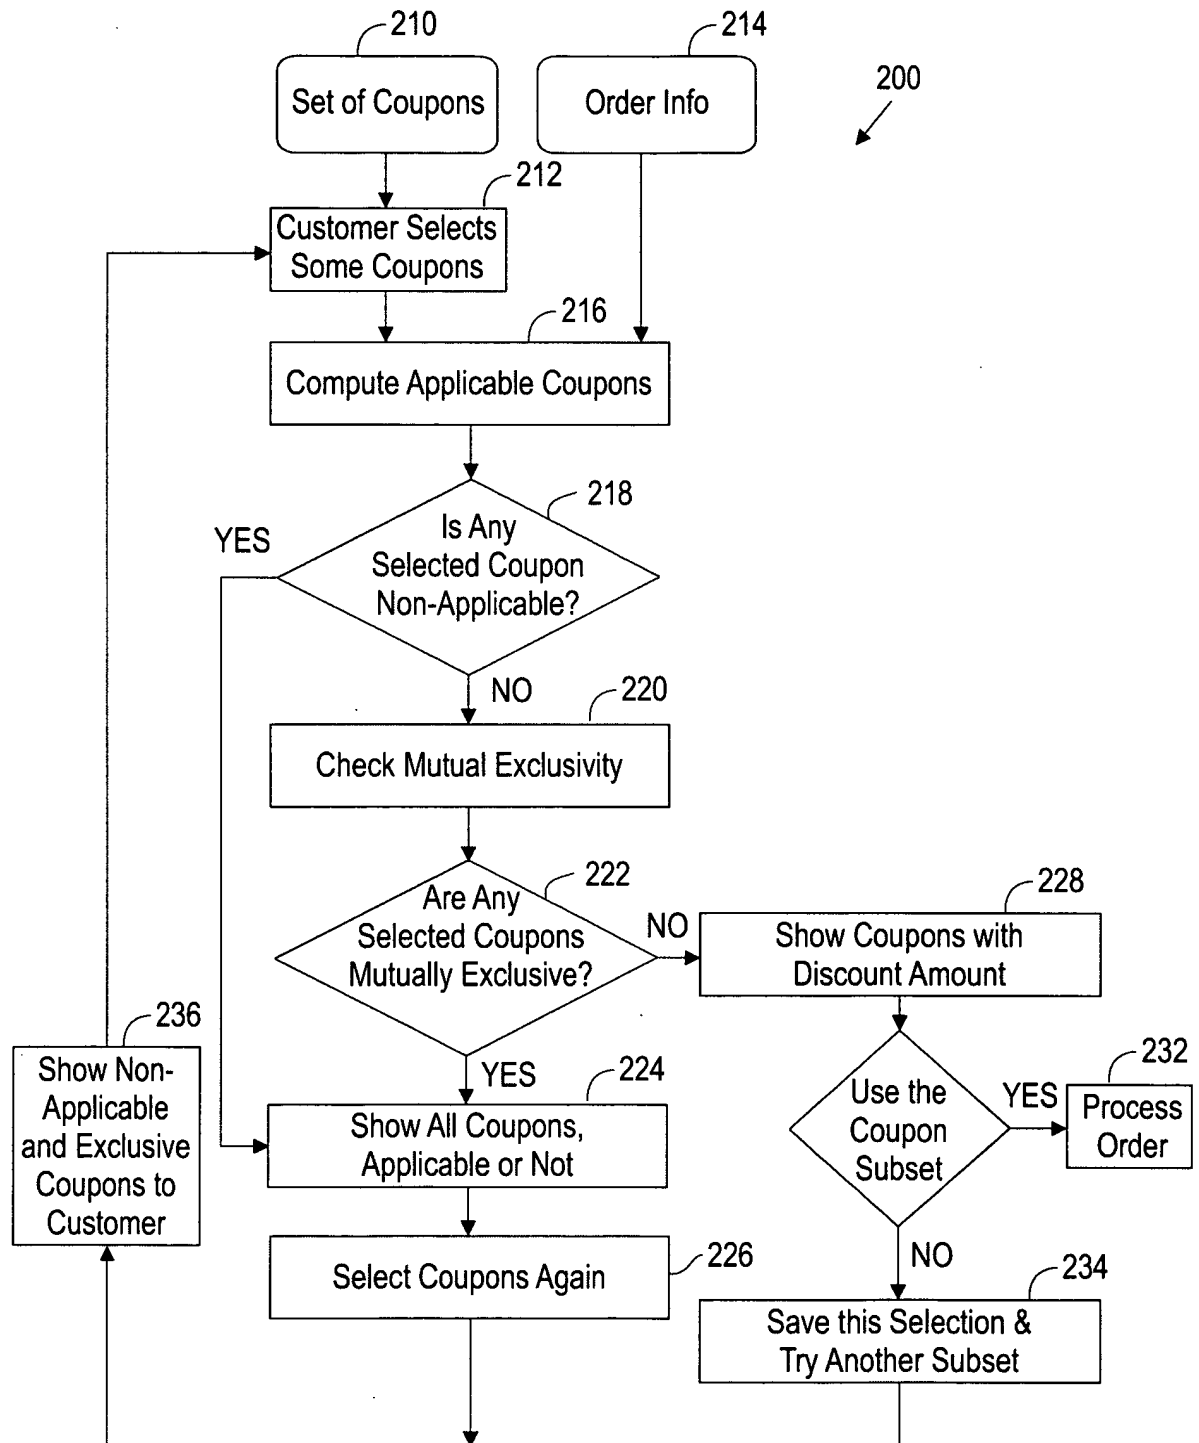 210
214
200
Set of Coupons
Order Info
212
Customer Selects
Some Coupons
216
Compute Applicable Coupons
218
YES
Is Any
Selected Coupon
Non-Applicable?
NO
220
Check Mutual Exclusivity
222
Are Any
Selected Coupons
Mutually Exclusive?
NO
228
Show Coupons with
Discount Amount
236
Show Non-
Applicable
and Exclusive
Coupons to
Customer
YES
224
Show All Coupons,
Applicable or Not
Use the
Coupon
Subset
YES
232
Process
Order
226
Select Coupons Again
NO
234
Save this Selection &
Try Another Subset